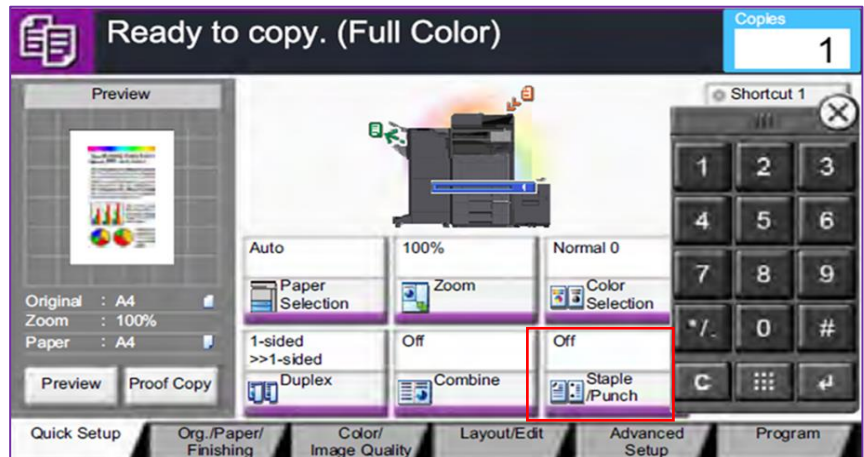 Ready to copy. (Full Color)
Copies
1
Preview
Shortcut 1
Original : A4
Zoom : 100%
Paper : A4
Preview
Proof Copy
Auto
Paper
Selection
100%
Zoom
Normal 0
Color
Selection
1-sided
>>1-sided
Duplex
Off
Combine
Off
Staple
/Punch
1 2 3
4 5 6
7 8 9
*/. 0 #
C
Quick Setup
Org./Paper/
Finishing
Color/
Image Quality
Layout/Edit
Advanced
Setup
Program